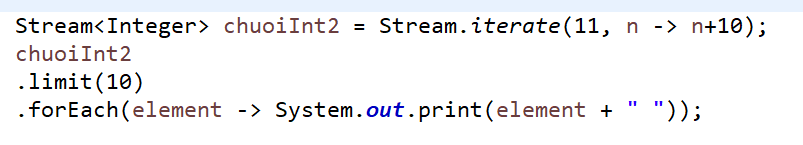 Stream<Integer> chuoiInt2 = Stream.iterate(11, n -> n+10);
chuoiInt2
.limit(10)
.forEach(element -> System.out.print(element + " "));